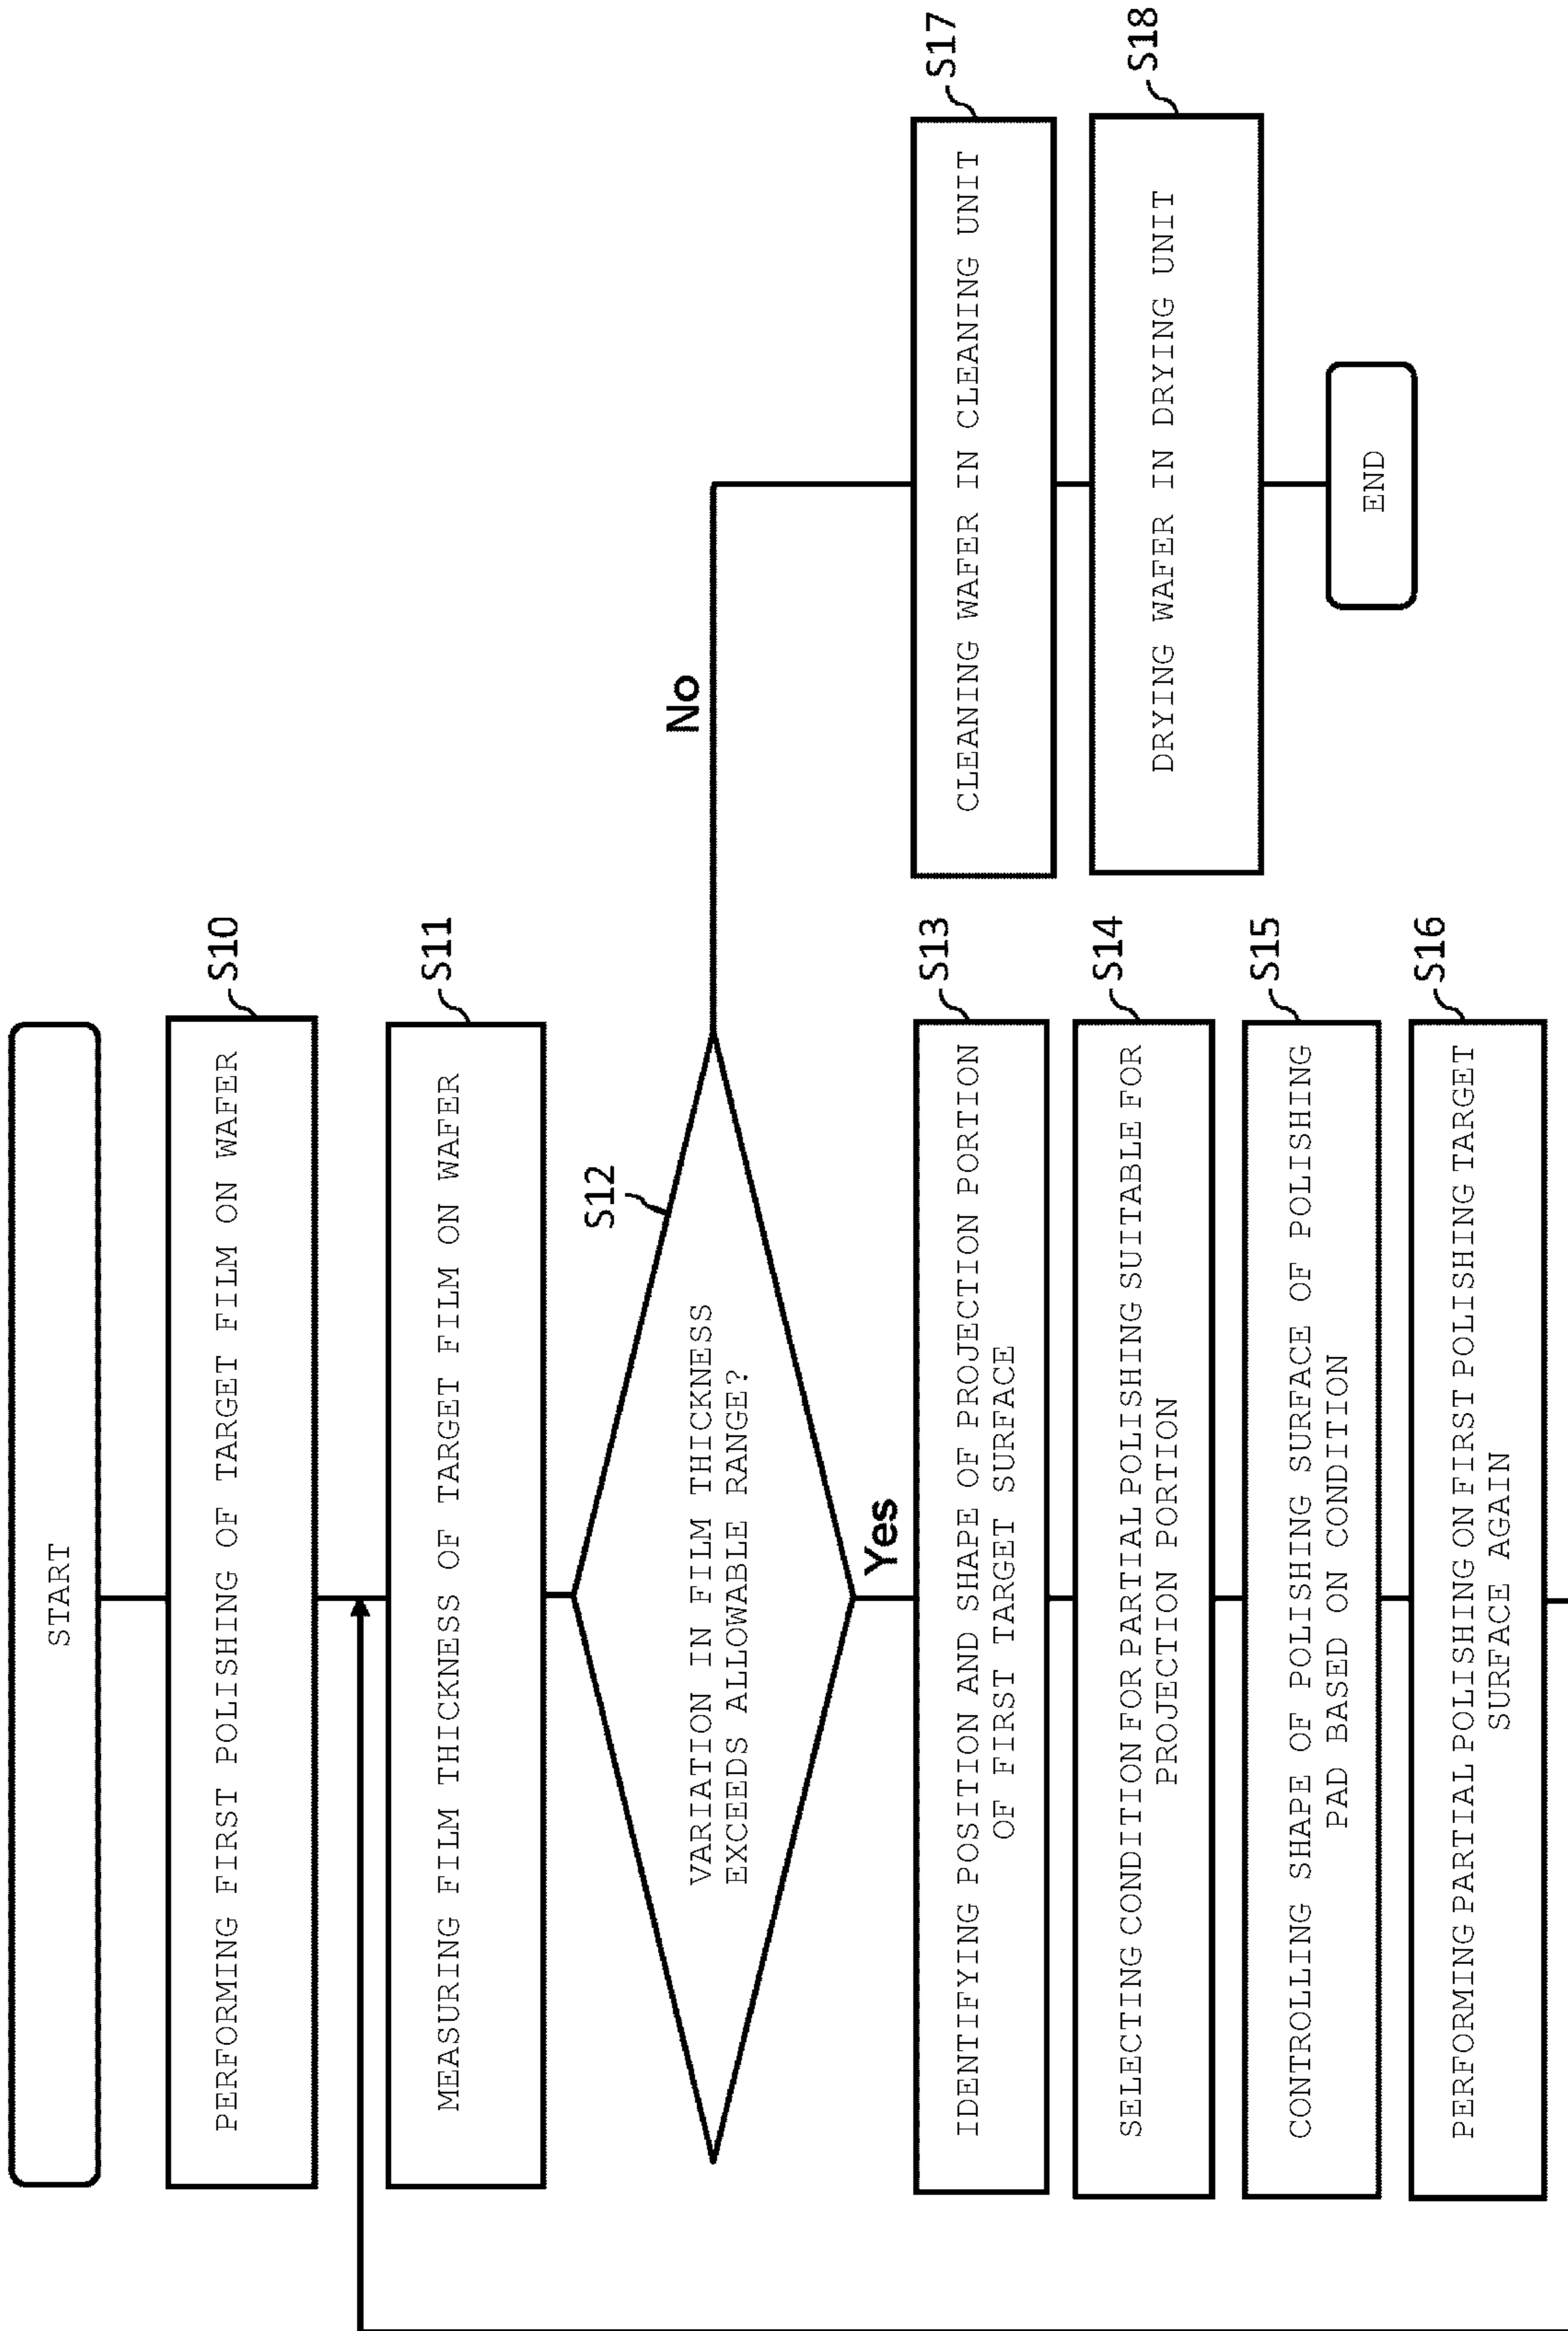 START
PERFORMING FIRST POLISHING OF TARGET FILM ON WAFER
S10
MEASURING FILM THICKNESS OF TARGET FILM ON WAFER
S11
S12
VARIATION IN FILM THICKNESS
EXCEEDS ALLOWABLE RANGE?
No
Yes
IDENTIFYING POSITION AND SHAPE OF PROJECTION PORTION
OF FIRST TARGET SURFACE
S13
SELECTING CONDITION FOR PARTIAL POLISHING SUITABLE FOR
PROJECTION PORTION
S14
CONTROLLING SHAPE OF POLISHING SURFACE OF POLISHING
PAD BASED ON CONDITION
S15
PERFORMING PARTIAL POLISHING ON FIRST POLISHING TARGET
SURFACE AGAIN
S16
CLEANING WAFER IN CLEANING UNIT
S17
DRYING WAFER IN DRYING UNIT
S18
END